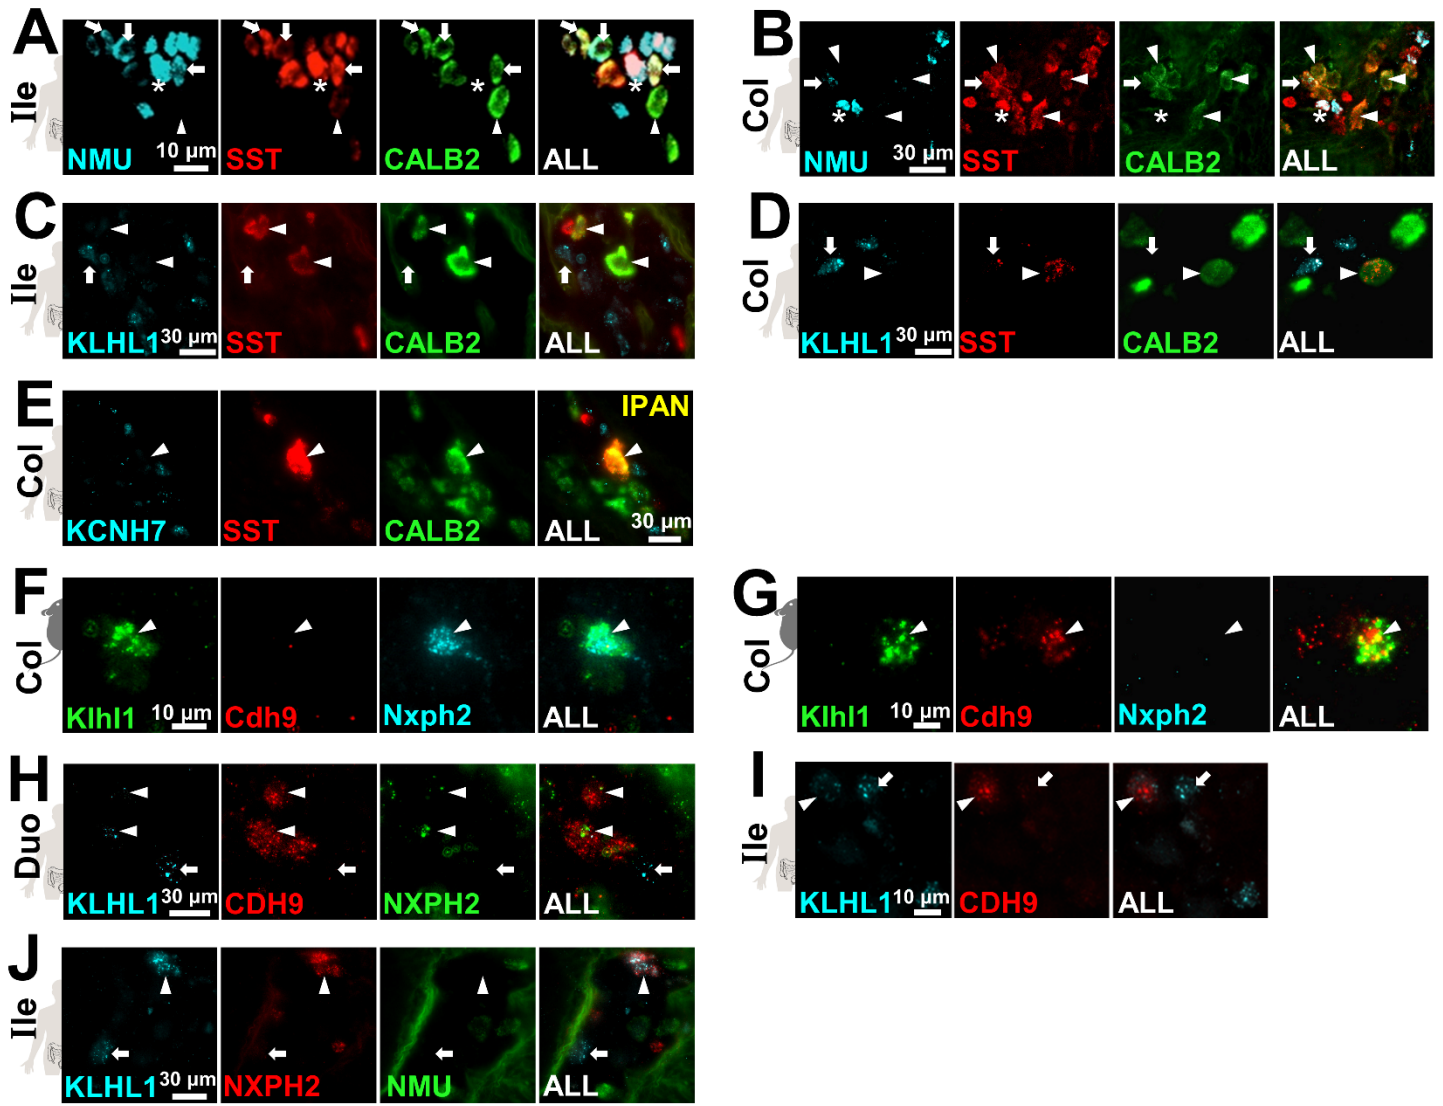 A
Ile
NMU
10 µm
SST
CALB2
ALL
B
Col
NMU
30 µm
SST
CALB2
ALL
*
*
*
*
*
*
*
*
C
Ile
KLHL1
30 µm
SST
CALB2
ALL
D
Col
KLHL1
30 µm
SST
CALB2
ALL
E
Col
KCNH7
SST
CALB2
IPAN
30 µm
ALL
F
Col
Klhl1
10 µm
Cdh9
Nxph2
ALL
G
Col
Klhl1
10 µm
Cdh9
Nxph2
ALL
H
Duo
KLHL1
30 µm
CDH9
NXPH2
ALL
I
Ile
KLHL1
10 µm
CDH9
ALL
J
Ile
KLHL1
30 µm
NXPH2
NMU
ALL